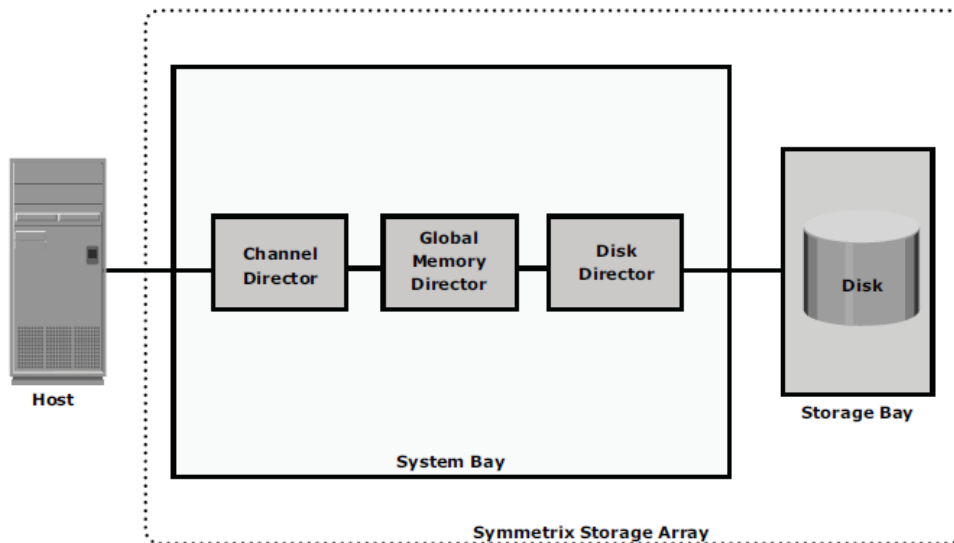 Channel
Director
Global
Memory
Director
Disk
Director
Disk
Host
Storage Bay
System Bay
Symmetrix Storage Array